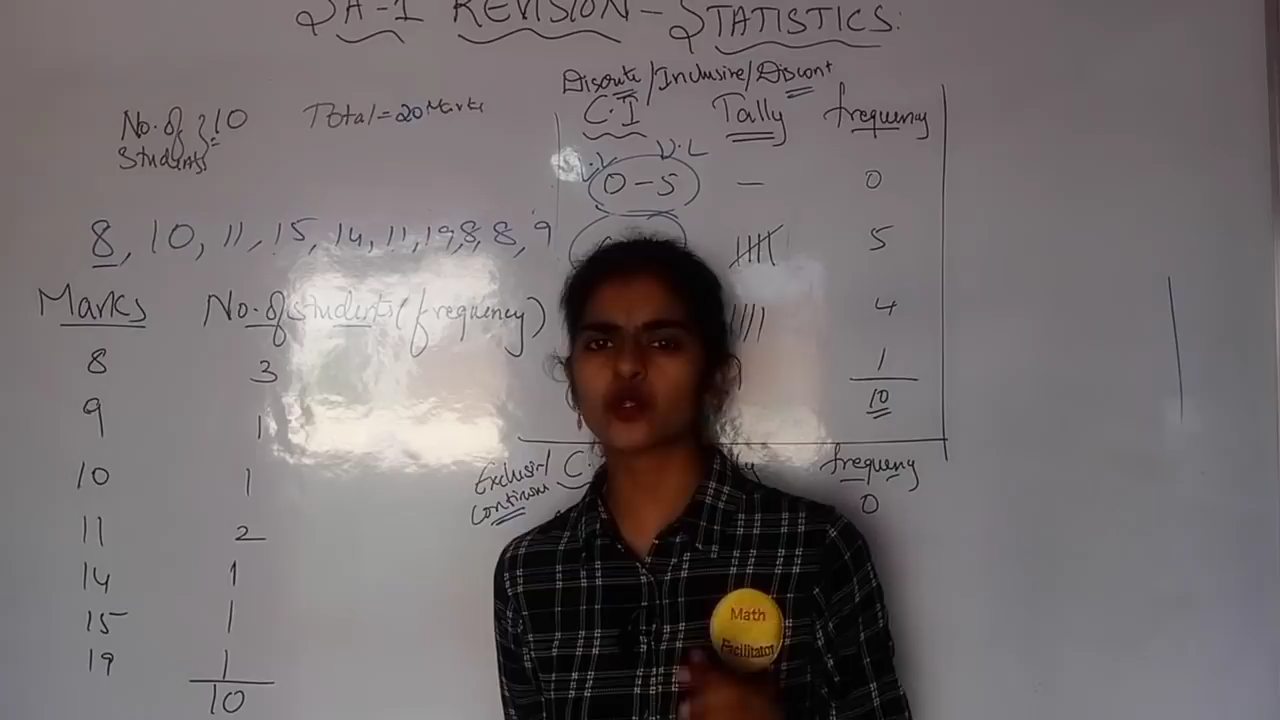 SA-1 REVISION - STATISTICS:
No. of Students } 10
Total = 20 Marks
8, 10, 11, 15, 14, 11, 19, 8, 8, 9
Marks No. of students (frequency)
8 3
9 1
10 1
11 2
14 1
15 1
19 1
10
Discrete/Inclusive/Discont
C.I Tally frequency
L.L U.L
0-5 — 0
5
4
1
10
continuous C. frequency
0
Math
Facilitator